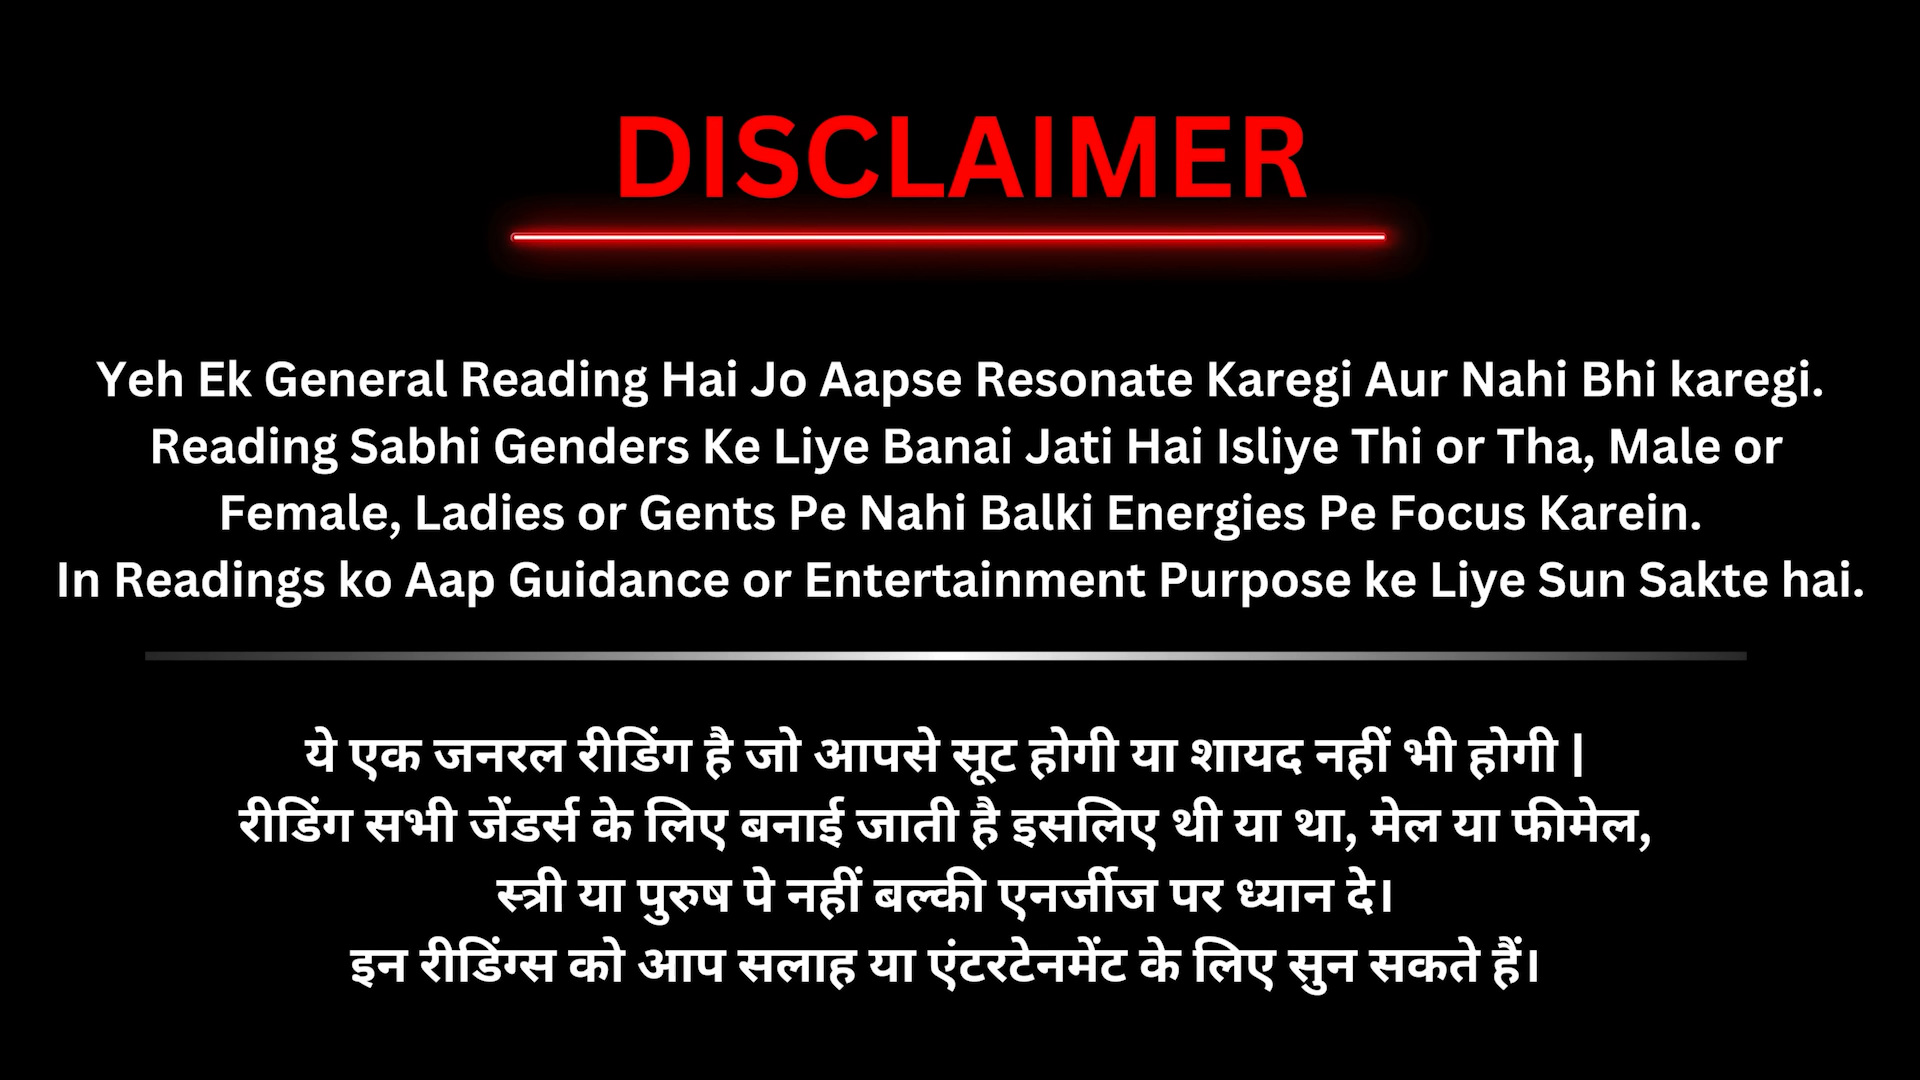 DISCLAIMER
Yeh Ek General Reading Hai Jo Aapse Resonate Karegi Aur Nahi Bhi karegi.
Reading Sabhi Genders Ke Liye Banai Jati Hai Isliye Thi or Tha, Male or
Female, Ladies or Gents Pe Nahi Balki Energies Pe Focus Karein.
In Readings ko Aap Guidance or Entertainment Purpose ke Liye Sun Sakte hai.
ये एक जनरल रीडिंग है जो आपसे सूट होगी या शायद नहीं भी होगी |
रीडिंग सभी जेंडर्स के लिए बनाई जाती है इसलिए थी या था, मेल या फीमेल,
स्त्री या पुरुष पे नहीं बल्की एनर्जीज पर ध्यान दे।
इन रीडिंग्स को आप सलाह या एंटरटेनमेंट के लिए सुन सकते हैं।